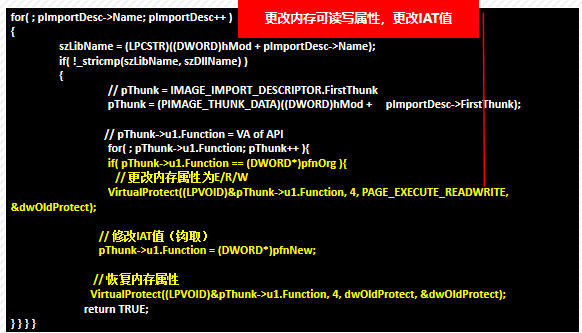 更改内存可读写属性，更改IAT值
for( ; pImportDesc->Name; pImportDesc++ )
{
szLibName = (LPCSTR)((DWORD)hMod + pImportDesc->Name);
if( !_stricmp(szLibName, szDllName) )
{
// pThunk = IMAGE_IMPORT_DESCRIPTOR.FirstThunk
pThunk = (PIMAGE_THUNK_DATA)((DWORD)hMod + pImportDesc->FirstThunk);
// pThunk->u1.Function = VA of API
for( ; pThunk->u1.Function; pThunk++ ){
if( pThunk->u1.Function == (DWORD*)pfnOrg ){
// 更改内存属性为E/R/W
VirtualProtect((LPVOID)&pThunk->u1.Function, 4, PAGE_EXECUTE_READWRITE,
&dwOldProtect);
// 修改IAT值（钩取）
pThunk->u1.Function = (DWORD*)pfnNew;
// 恢复内存属性
VirtualProtect((LPVOID)&pThunk->u1.Function, 4, dwOldProtect, &dwOldProtect);
return TRUE;
} } } }